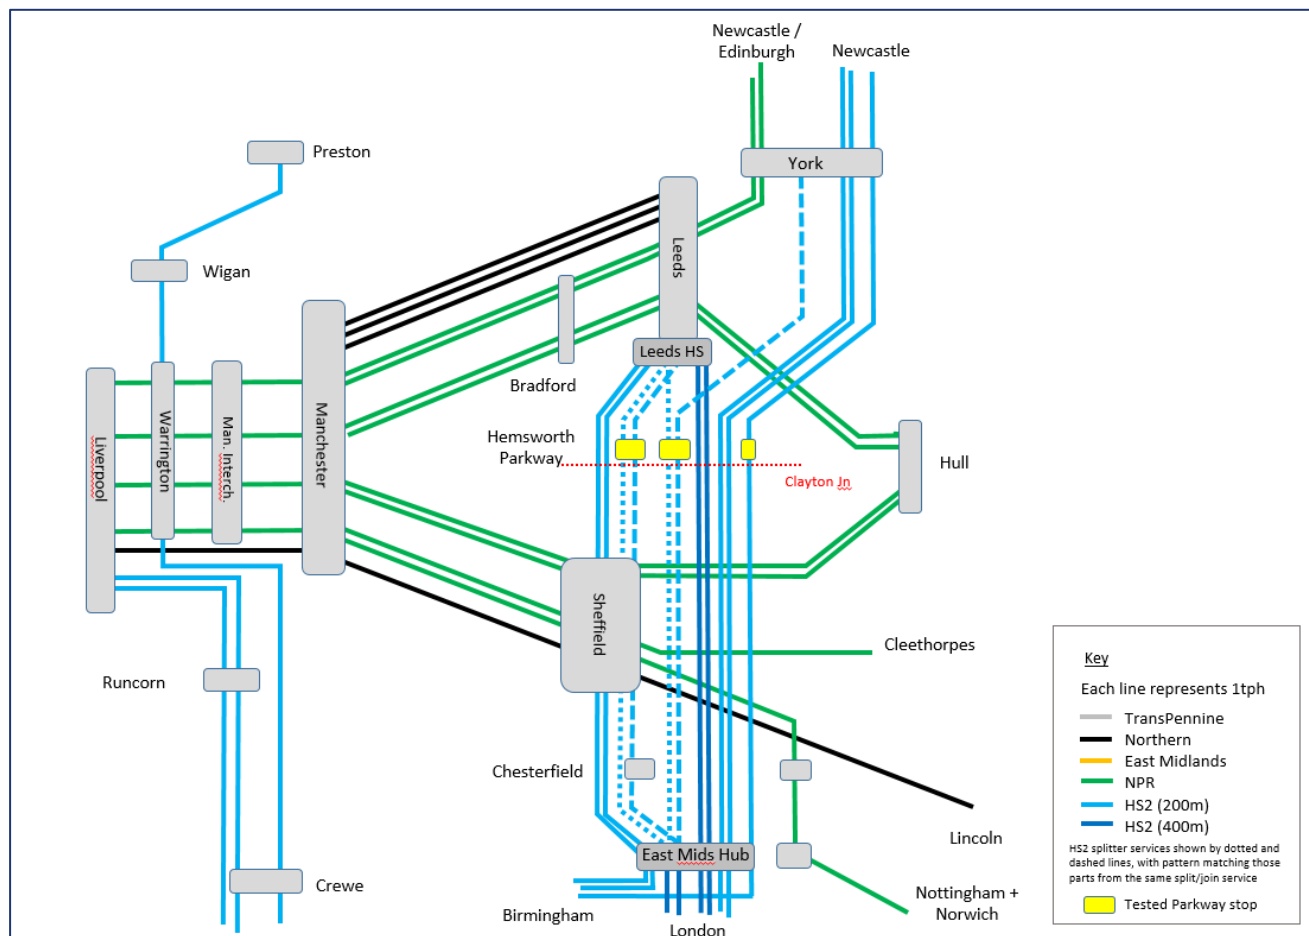 Newcastle /
Edinburgh
Newcastle
Preston
York
Wigan
Leeds
Leeds HS
Bradford
Liverpool
Warrington
Man. Interch.
Manchester
Hemsworth
Parkway
Clayton Jn
Hull
Sheffield
Cleethorpes
Runcorn
Chesterfield
Lincoln
East Mids Hub
Crewe
Birmingham
London
Nottingham +
Norwich
Key
Each line represents 1tph
TransPennine
Northern
East Midlands
NPR
HS2 (200m)
HS2 (400m)
HS2 splitter services shown by dotted and
dashed lines, with pattern matching those
parts from the same split/join service
Tested Parkway stop